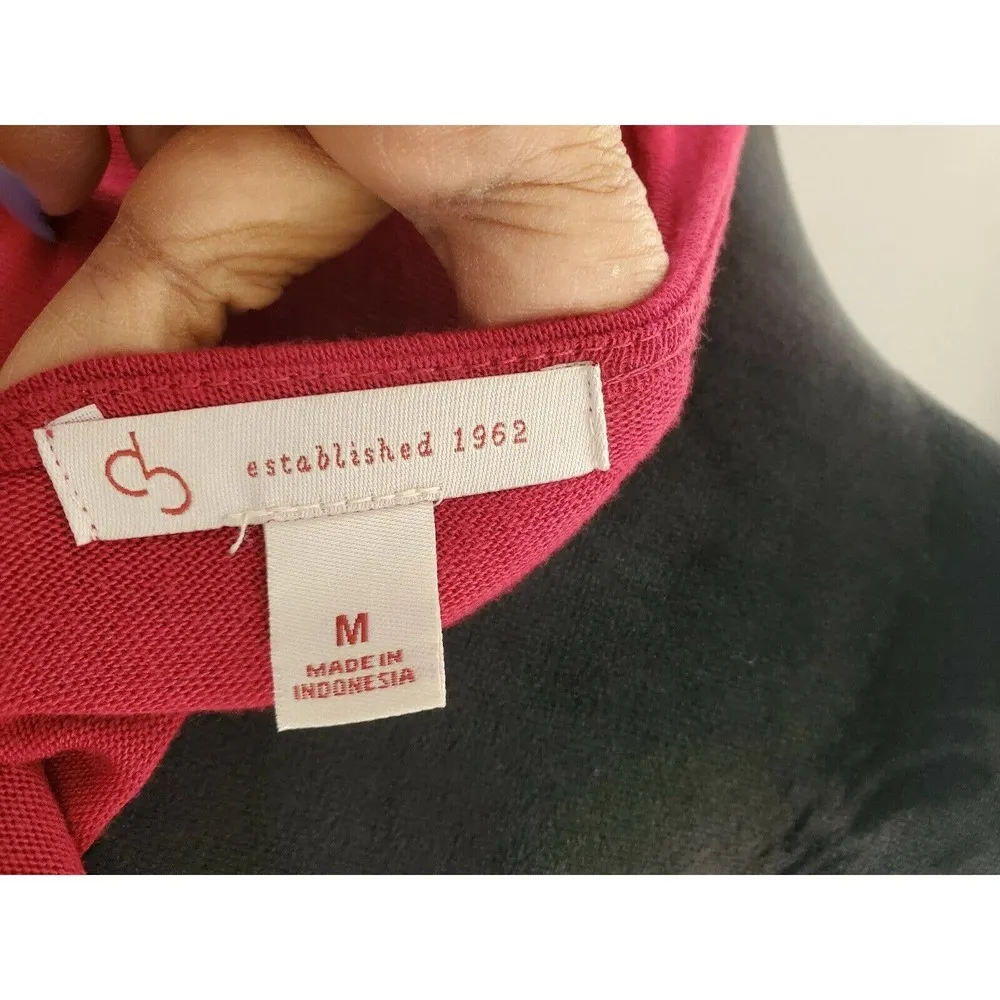 established 1962
M
MADE IN
INDONESIA